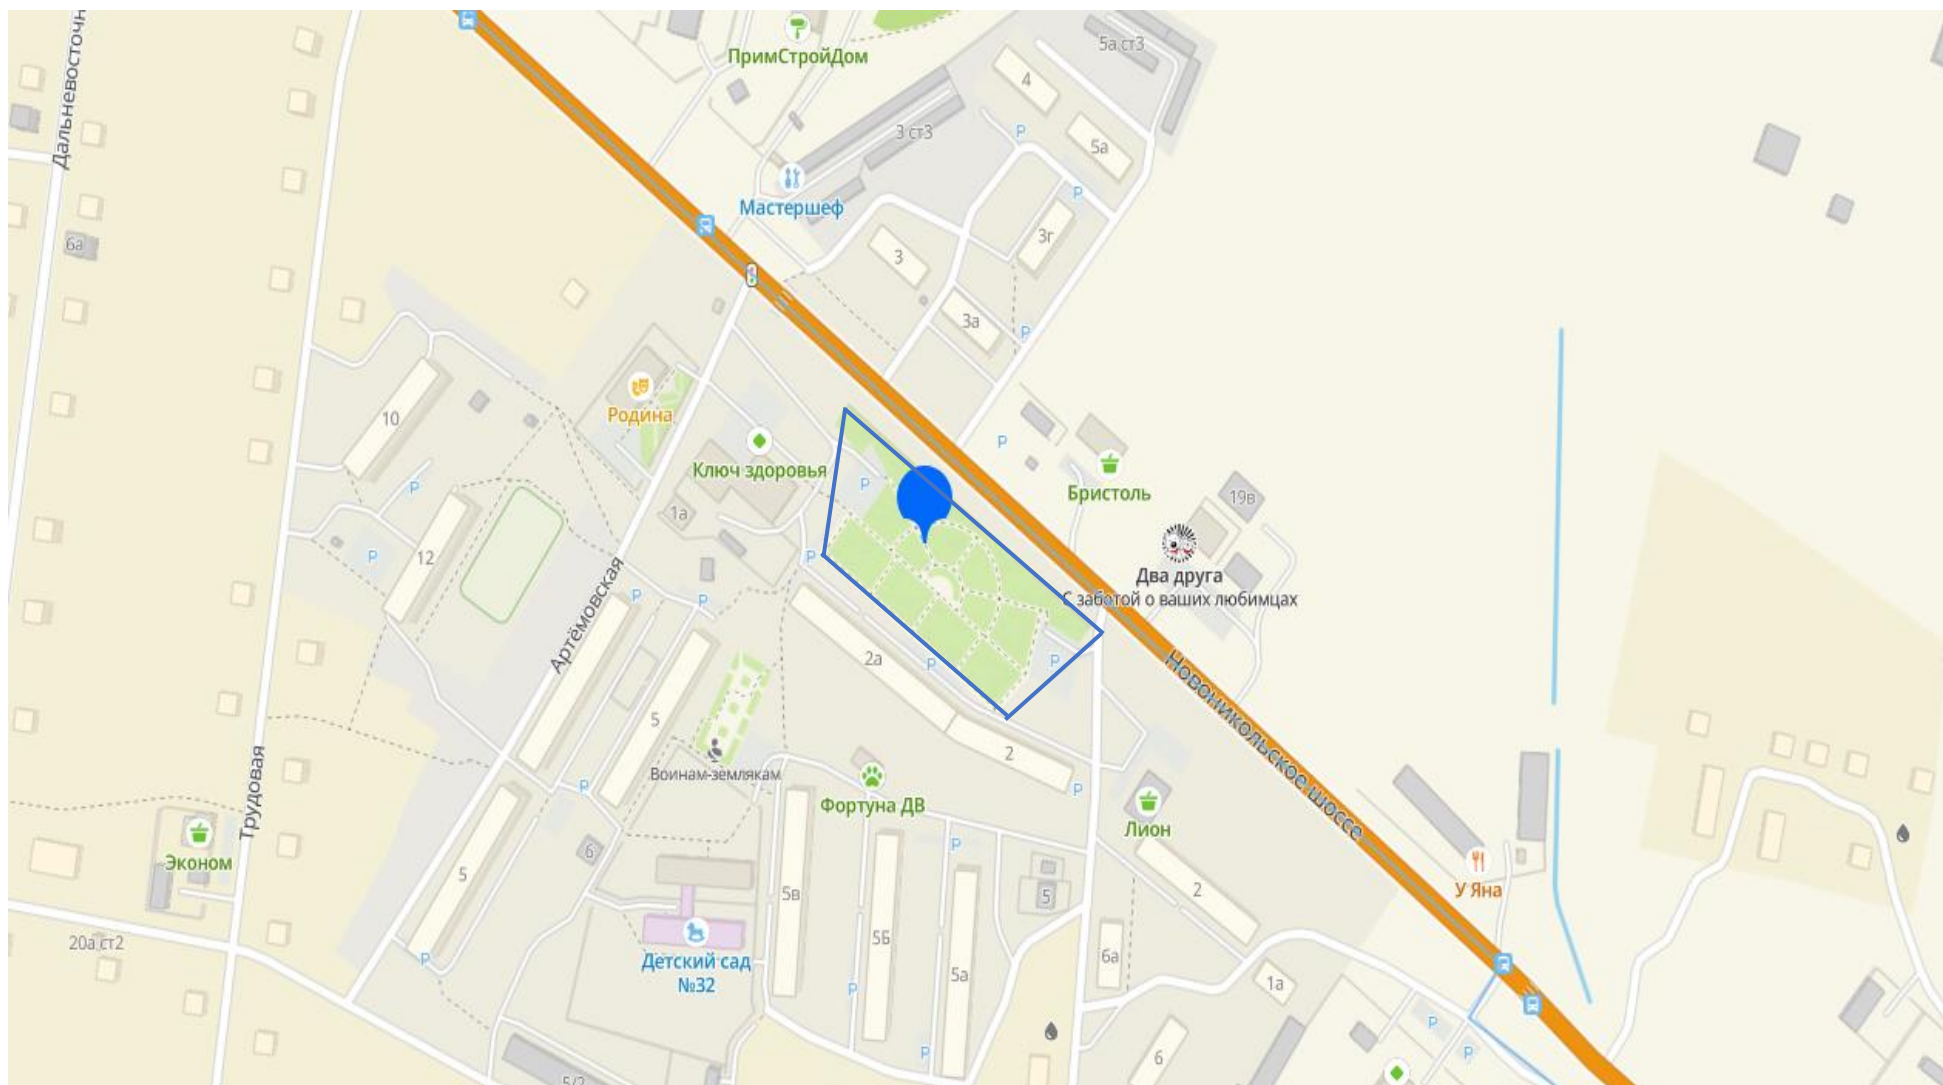 Дальневосточн
ПримСтройДом
5а ст3
4
3 ст3
Р
5а
Мастершеф
Р
6а
3г
3
3а
Р
Родина
10
Р
Ключ здоровья
Р
Бристоль
19в
Р
1а
12
Р
Р
Два друга
С заботой о ваших любимцах
Артёмовская
Р
Р
2а
Р
Р
Новоникольское шоссе
5
2
Воинам-землякам
Трудовая
Р
Фортуна ДВ
Р
Лион
Эконом
6
Р
5
5в
5
2
У Яна
20а ст2
Р
Детский сад
№32
5Б
5а
6а
1а
Р
Р
Р
Р
6
5/2